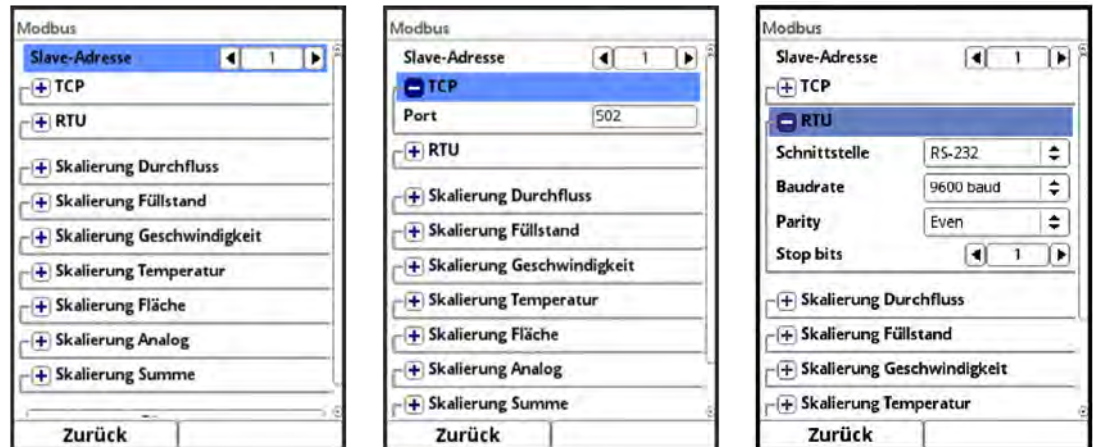 Modbus
Slave-Adresse 1
TCP
RTU
Skalierung Durchfluss
Skalierung Füllstand
Skalierung Geschwindigkeit
Skalierung Temperatur
Skalierung Fläche
Skalierung Analog
Skalierung Summe
Zurück
Modbus
Slave-Adresse 1
TCP
Port 502
RTU
Skalierung Durchfluss
Skalierung Füllstand
Skalierung Geschwindigkeit
Skalierung Temperatur
Skalierung Fläche
Skalierung Analog
Skalierung Summe
Zurück
Modbus
Slave-Adresse 1
TCP
RTU
Schnittstelle RS-232
Baudrate 9600 baud
Parity Even
Stop bits 1
Skalierung Durchfluss
Skalierung Füllstand
Skalierung Geschwindigkeit
Skalierung Temperatur
Zurück